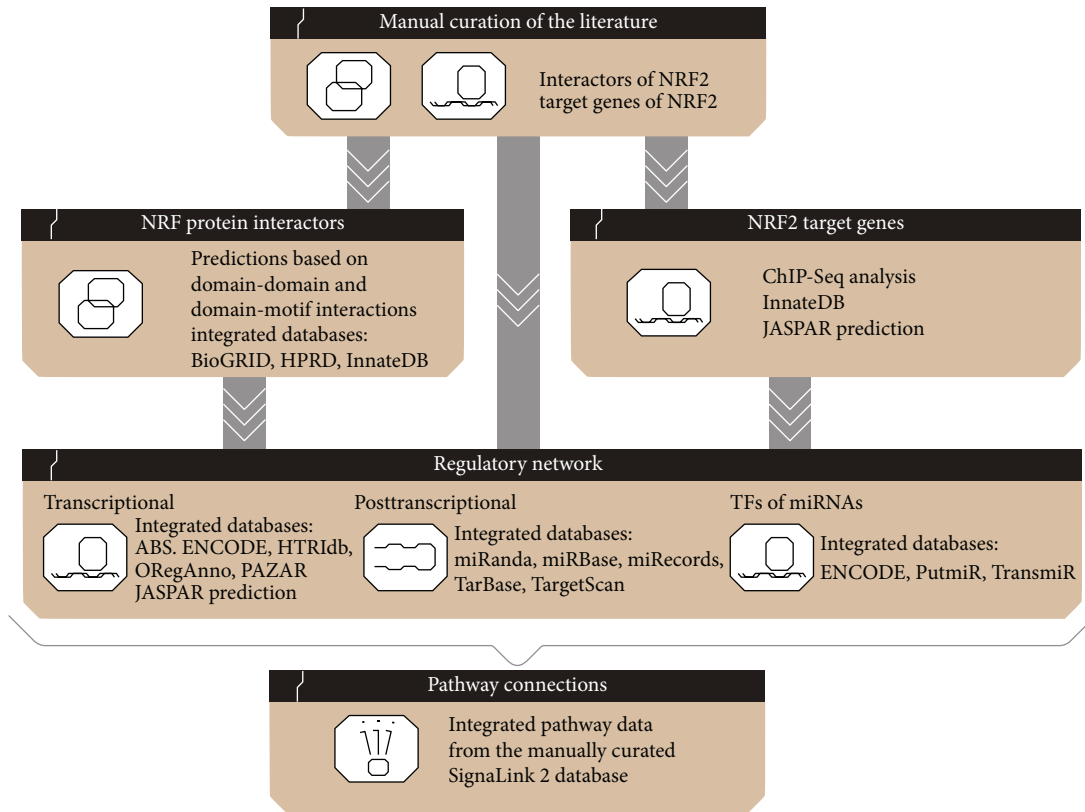 Manual curation of the literature
Interactors of NRF2
target genes of NRF2
NRF protein interactors
Predictions based on
domain-domain and
domain-motif interactions
integrated databases:
BioGRID, HPRD, InnateDB
NRF2 target genes
ChIP-Seq analysis
InnateDB
JASPAR prediction
Regulatory network
Transcriptional
Integrated databases:
ABS. ENCODE, HTRIdb,
ORegAnno, PAZAR
JASPAR prediction
Posttranscriptional
Integrated databases:
miRanda, miRBase, miRecords,
TarBase, TargetScan
TFs of miRNAs
Integrated databases:
ENCODE, PutmiR, TransmiR
Pathway connections
Integrated pathway data
from the manually curated
SignaLink 2 database